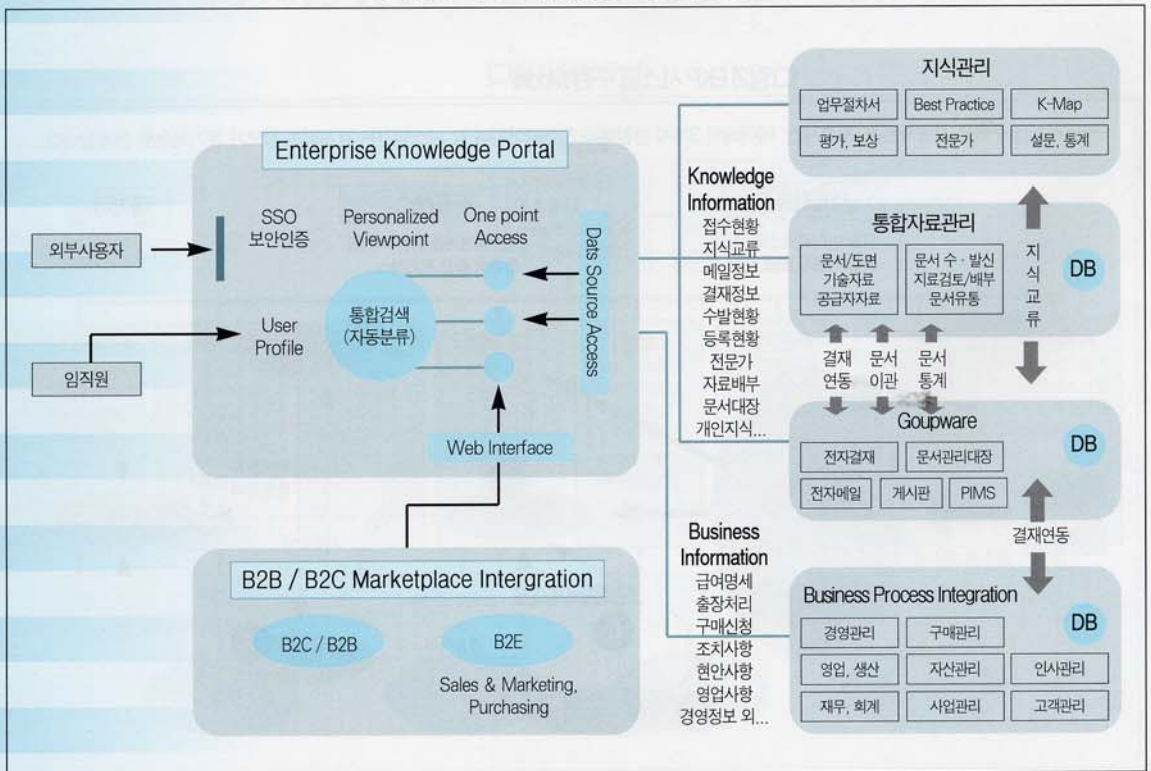 Enterprise Knowledge Portal
외부사용자
임직원
SSO
보안인증
Personalized
Viewpoint
One point
Access
User
Profile
통합검색
(자동분류)
Dats Source Access
Web Interface
B2B / B2C Marketplace Intergration
B2C / B2B
B2E
Sales & Marketing,
Purchasing
Knowledge
Information
접수현황
지식교류
메일정보
결재정보
수발현황
등록현황
전문가
자료배부
문서대장
개인지식...
Business
Information
급여명세
출장처리
구매신청
조치사항
현안사항
영업사항
경영정보 외...
지식관리
업무절차서
Best Practice
K-Map
평가, 보상
전문가
설문, 통계
통합자료관리
문서/도면
기술자료
공급자자료
문서 수 · 발신
지료검토/배부
문서유통
DB
지식교류
결재
연동
문서
이관
문서
통계
Goupware
DB
전자결재
문서관리대장
전자메일
게시판
PIMS
결재연동
Business Process Integration
DB
경영관리
구매관리
영업, 생산
자산관리
인사관리
재무, 회계
사업관리
고객관리